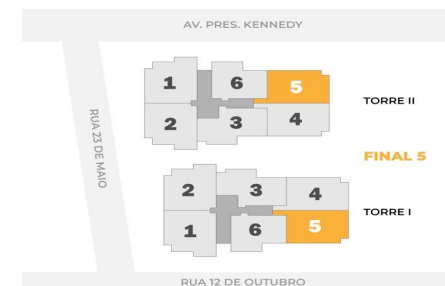 AV. PRES. KENNEDY
1 6 5
TORRE II
2 3 4
RUA 23 DE MAIO
FINAL 5
2 3 4
TORRE I
1 6 5
RUA 12 DE OUTUBRO